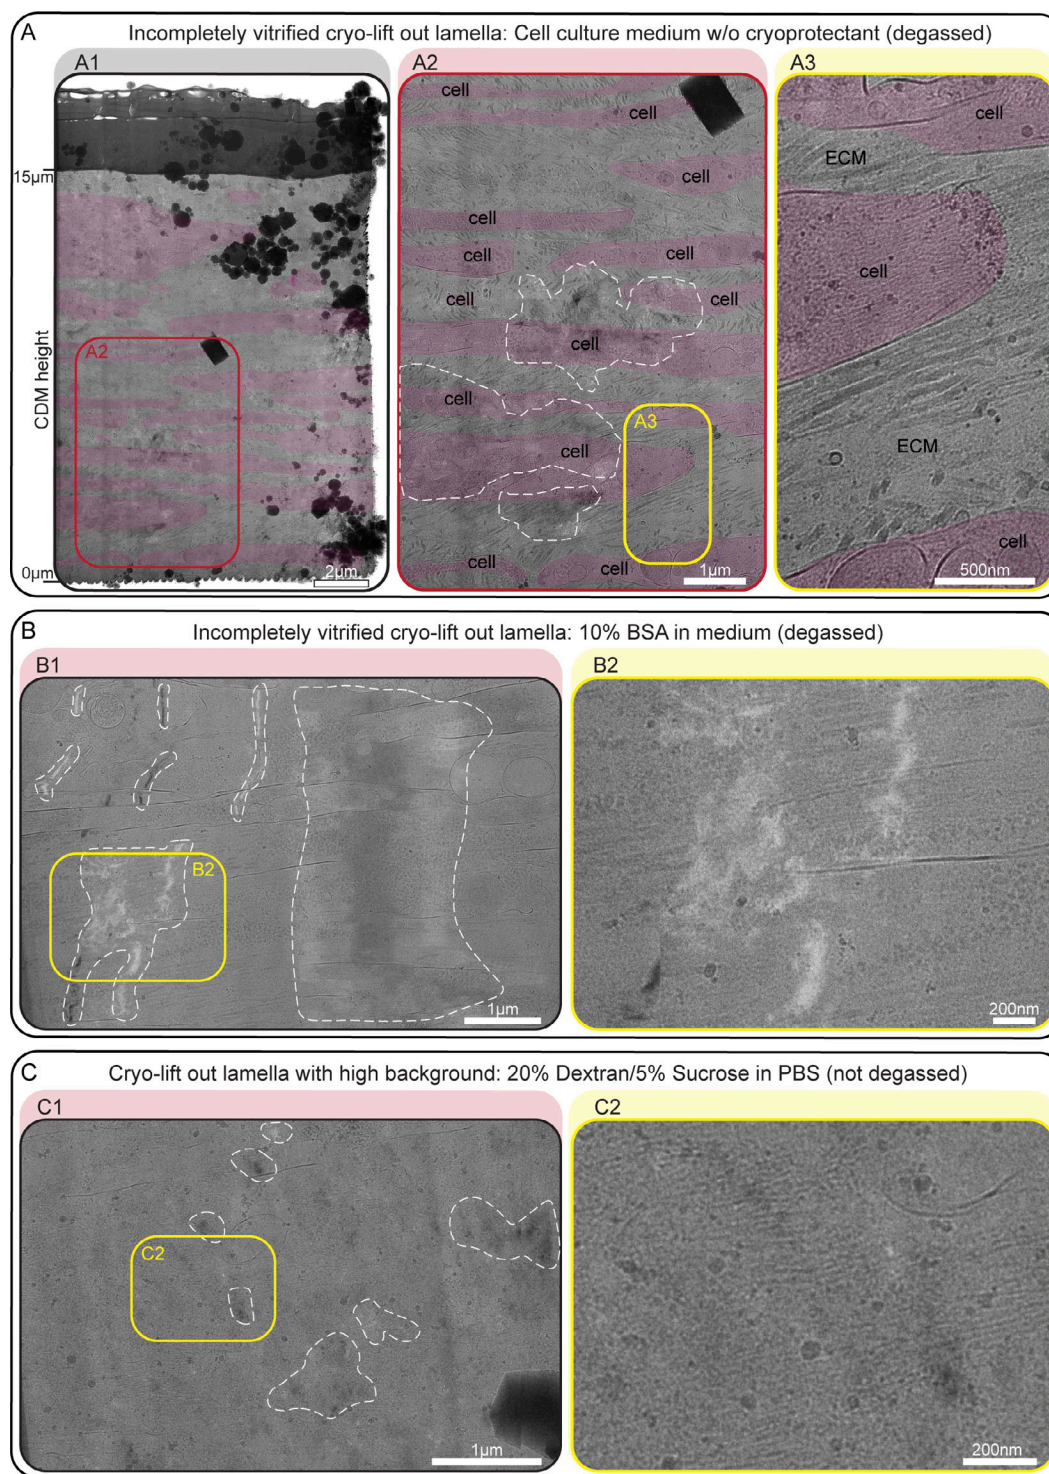 A
Incompletely vitrified cryo-lift out lamella: Cell culture medium w/o cryoprotectant (degassed)
A1
A2
A3
15µm
CDM height
0µm
A2
2µm
cell
cell
cell
cell
cell
cell
cell
cell
cell
cell
A3
cell
cell
cell
1µm
cell
ECM
cell
ECM
cell
500nm
B
Incompletely vitrified cryo-lift out lamella: 10% BSA in medium (degassed)
B1
B2
B2
1µm
200nm
C
Cryo-lift out lamella with high background: 20% Dextran/5% Sucrose in PBS (not degassed)
C1
C2
C2
1µm
200nm